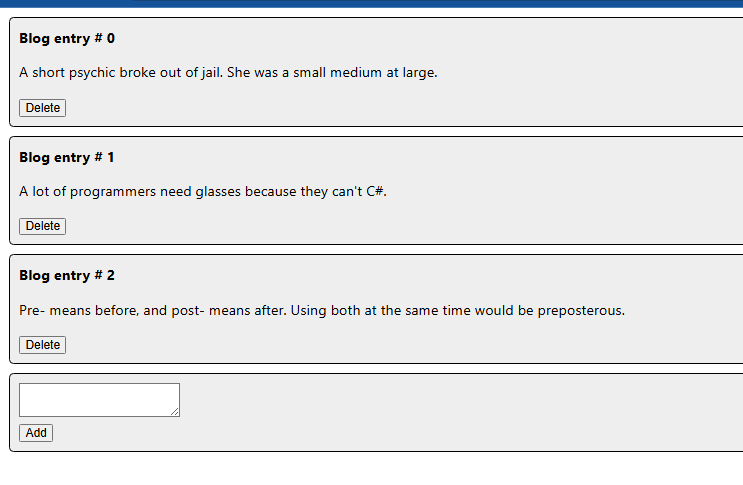 Blog entry # 0
A short psychic broke out of jail. She was a small medium at large.
Delete
Blog entry # 1
A lot of programmers need glasses because they can't C#.
Delete
Blog entry # 2
Pre- means before, and post- means after. Using both at the same time would be preposterous.
Delete
Add